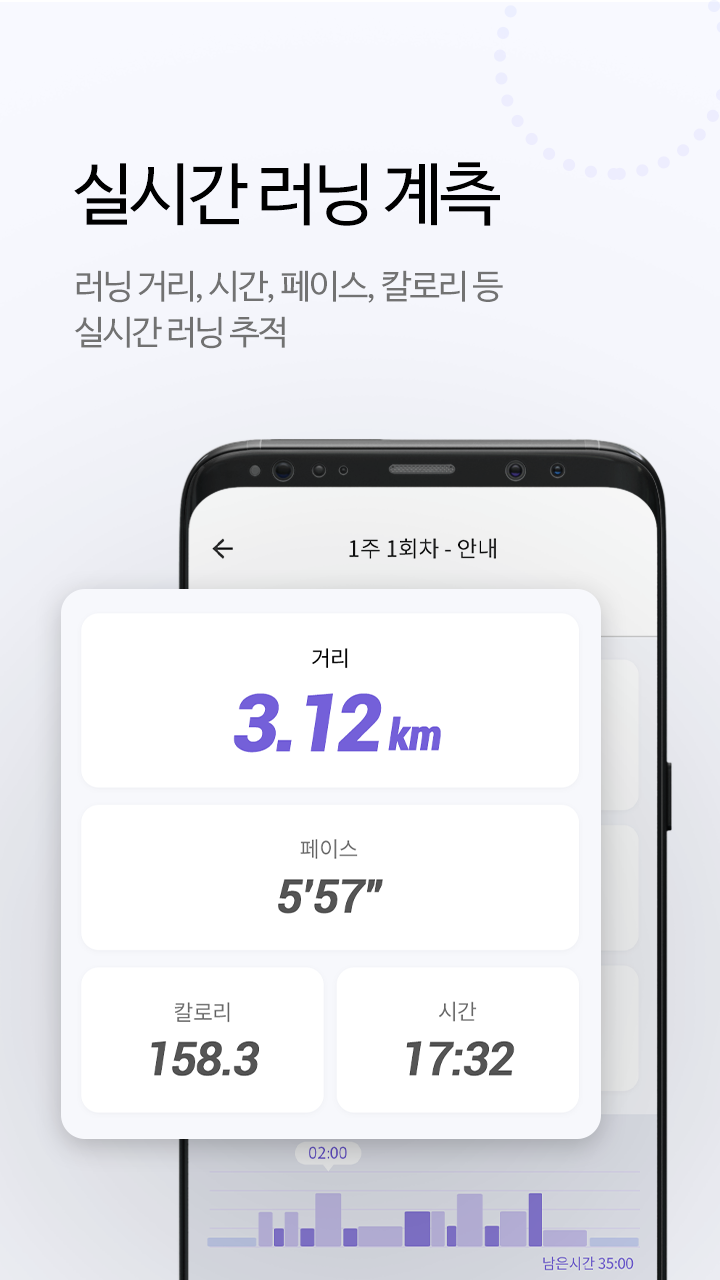 실시간 러닝 계측
러닝 거리, 시간, 페이스, 칼로리 등
실시간 러닝 추적
1주 1회차 - 안내
거리
3.12 km
페이스
5'57"
칼로리
시간
158.3
17:32
02:00
남은시간 35:00